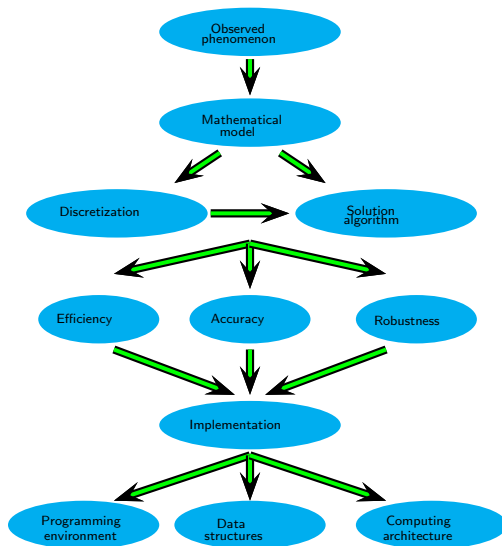 Observed
phenomenon
Mathematical
model
Discretization
Solution
algorithm
Efficiency
Accuracy
Robustness
Implementation
Programming
environment
Data
structures
Computing
architecture